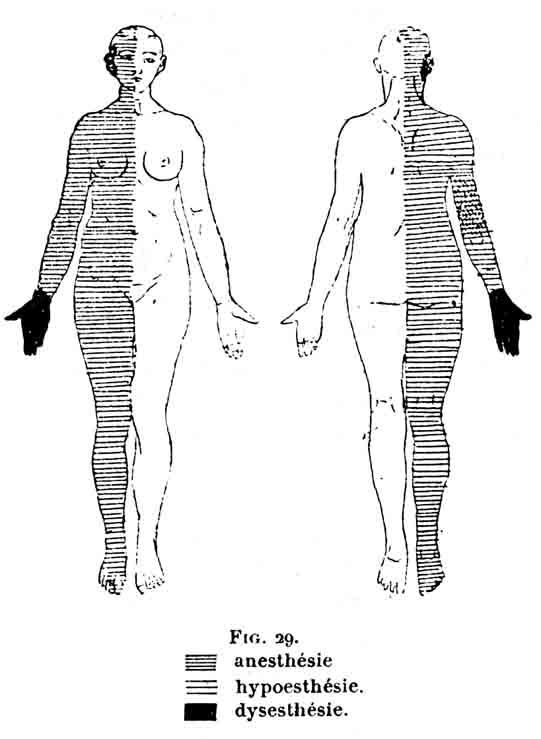 FIG. 29.
anesthésie
hypoesthésie.
dysesthésie.